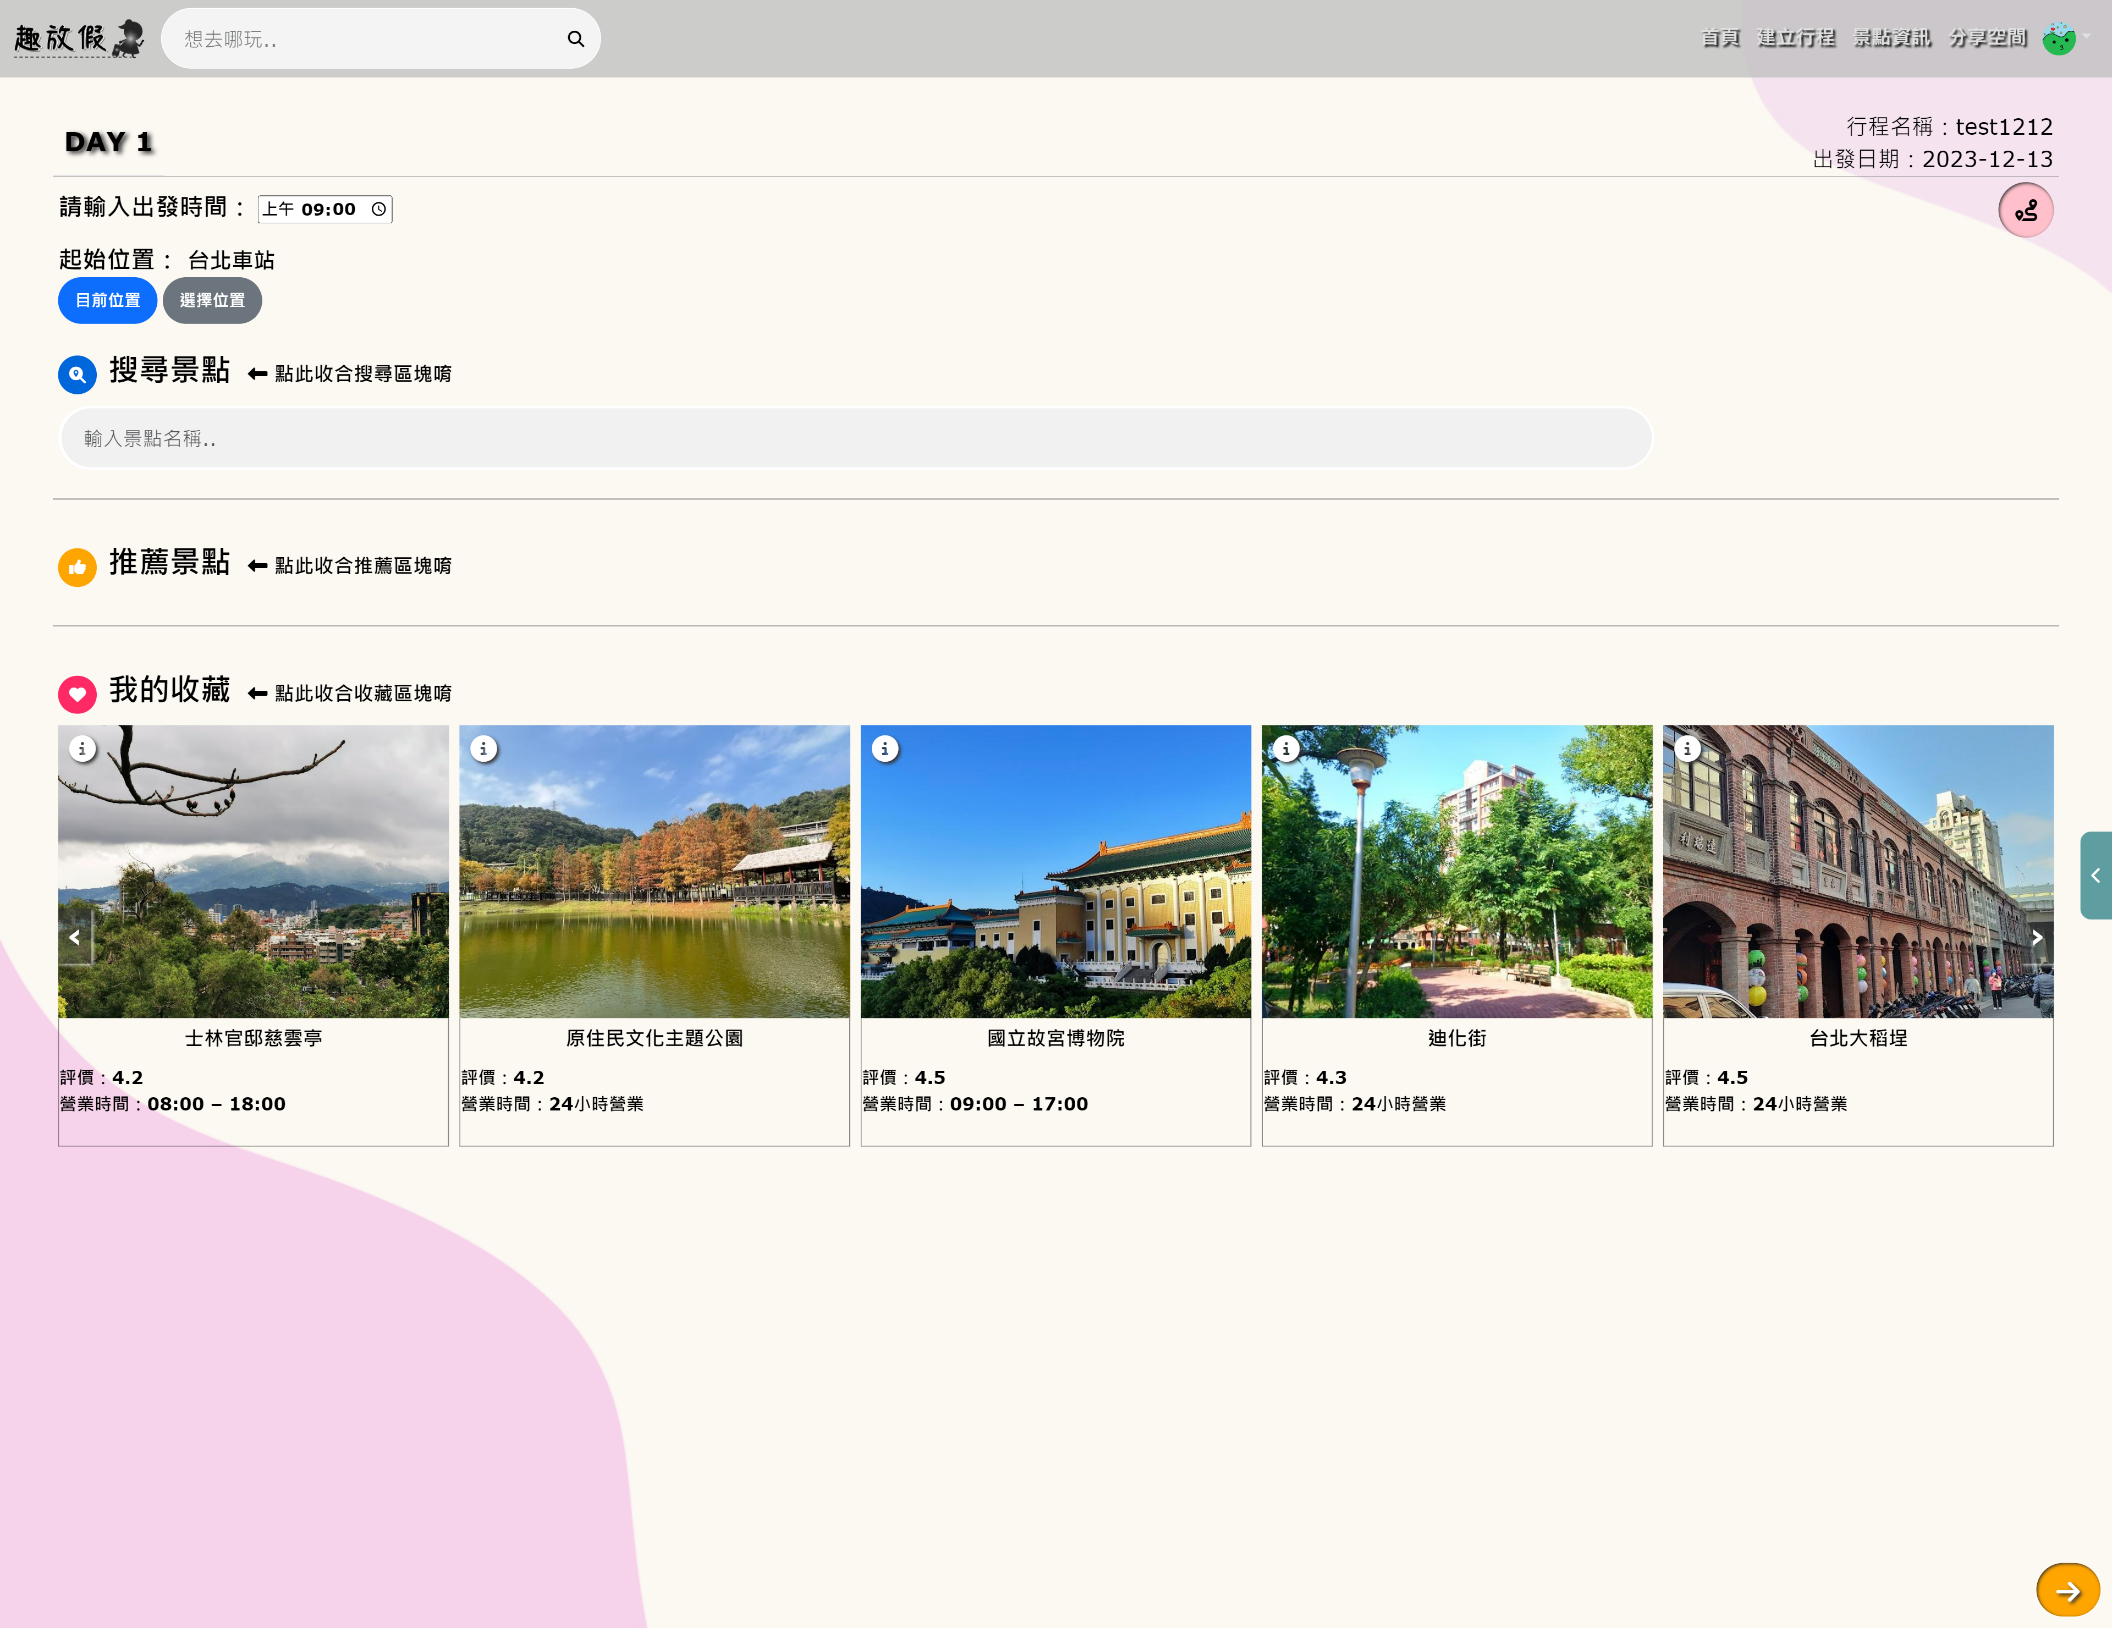 趣放假
想去哪玩..
首頁 建立行程 景點資訊 分享空間
DAY 1
行程名稱：test1212
出發日期：2023-12-13
請輸入出發時間： 上午 09:00
起始位置： 台北車站
目前位置 選擇位置
搜尋景點 點此收合搜尋區塊唷
輸入景點名稱..
推薦景點 點此收合推薦區塊唷
我的收藏 點此收合收藏區塊唷
士林官邸慈雲亭
評價：4.2
營業時間：08:00 – 18:00
原住民文化主題公園
評價：4.2
營業時間：24小時營業
國立故宮博物院
評價：4.5
營業時間：09:00 – 17:00
迪化街
評價：4.3
營業時間：24小時營業
利瑞達
台北大稻埕
評價：4.5
營業時間：24小時營業